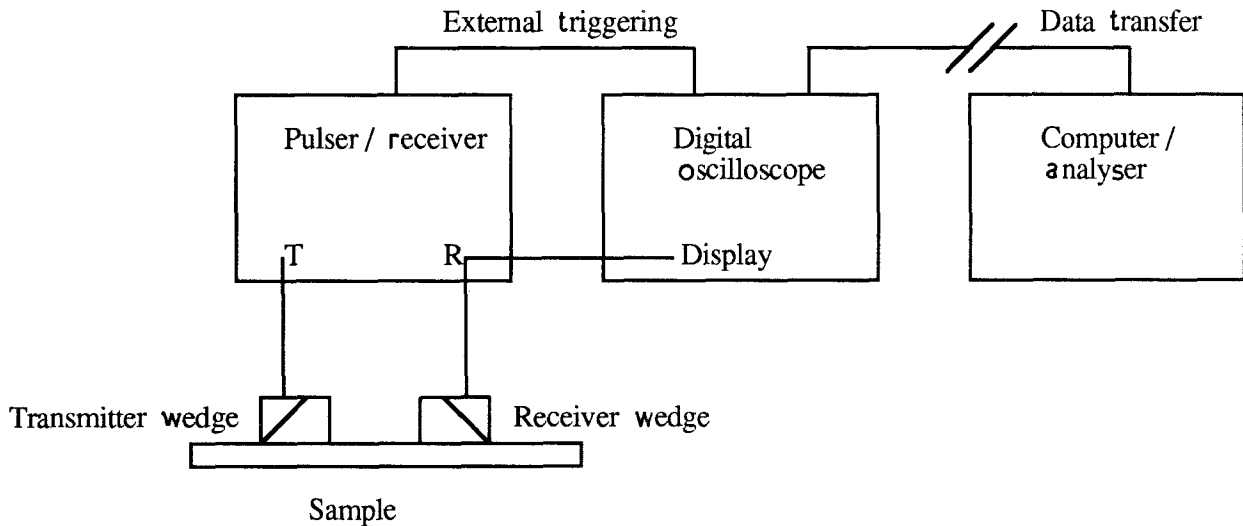 External triggering
Data transfer
Pulser / receiver
Digital
oscilloscope
Computer /
analyser
T
R
Display
Transmitter wedge
Receiver wedge
Sample